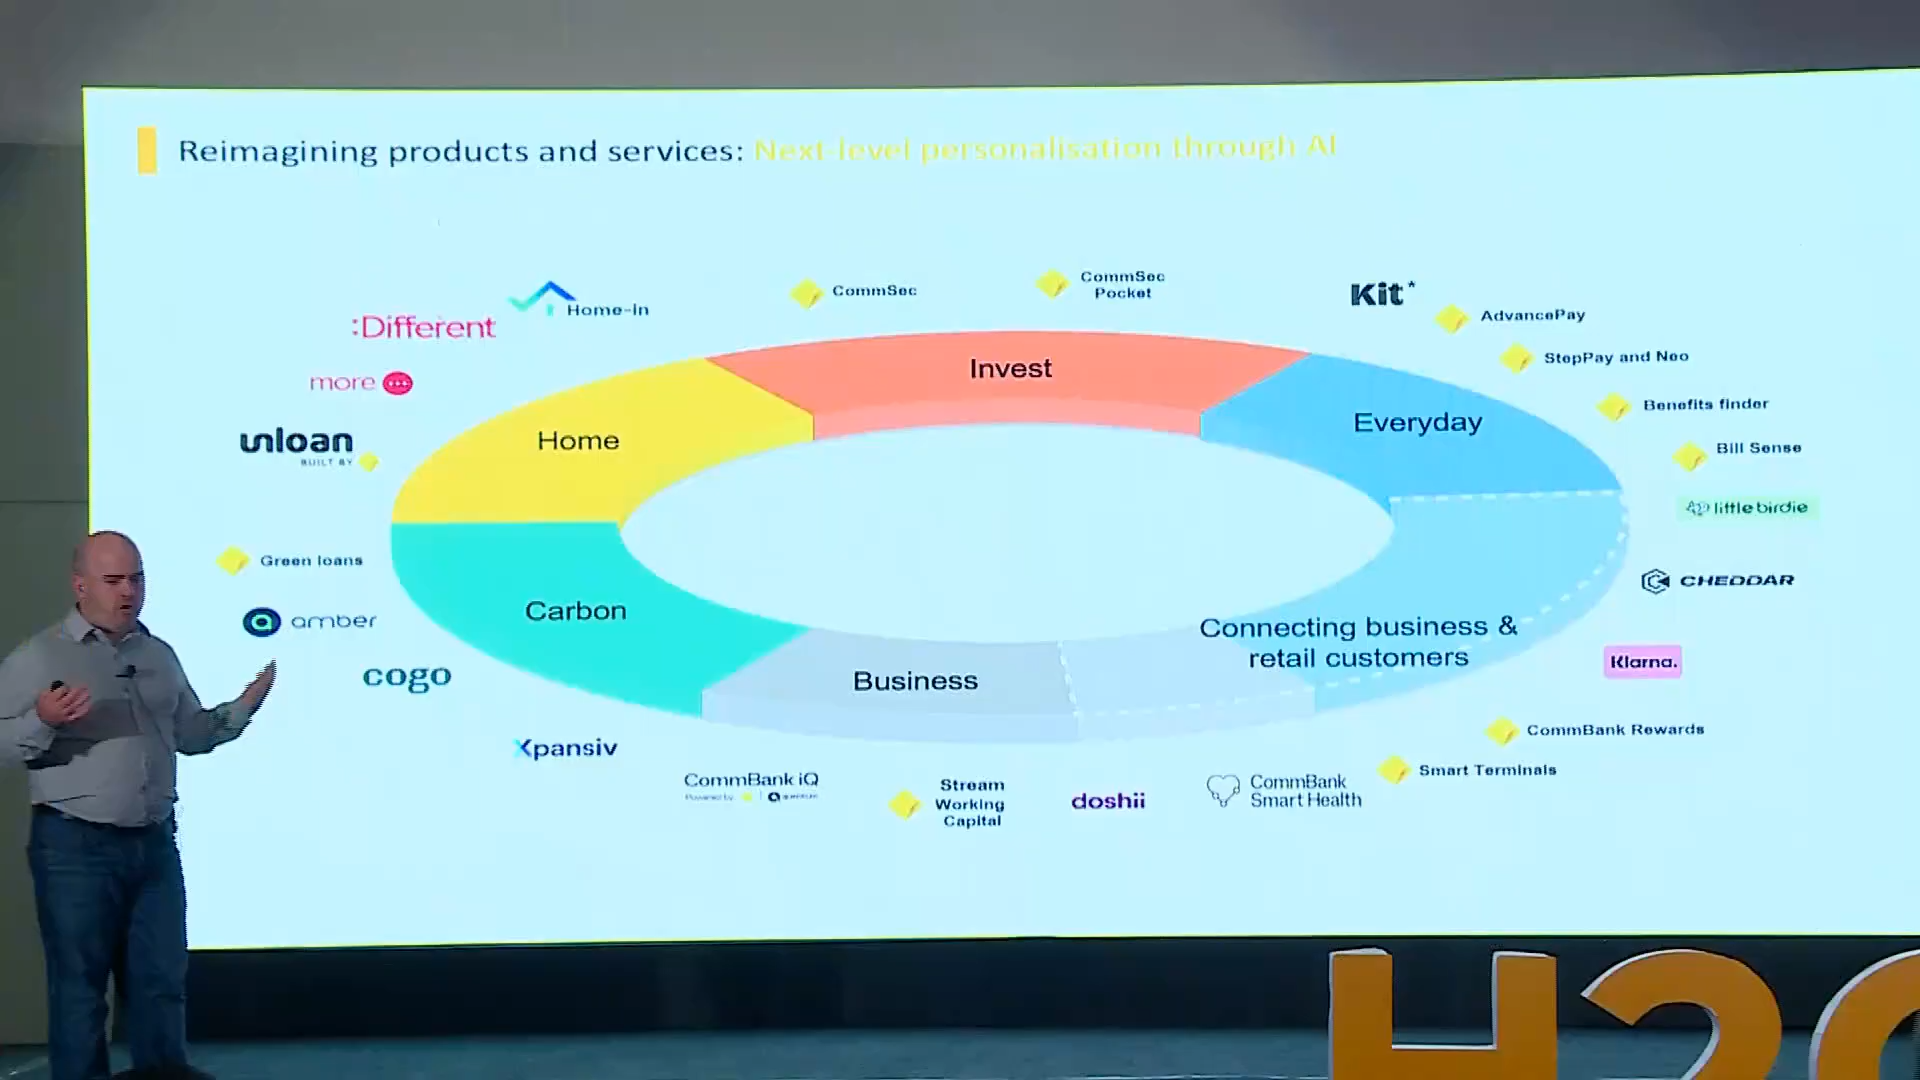 Reimagining products and services: Next-level personalisation through AI
Home-in
CommSec
CommSec
Pocket
Kit*
:Different
AdvancePay
more
StepPay and Neo
Invest
Benefits finder
Everyday
unloan
BUILT BY
Home
Bill Sense
little birdie
Green loans
CHEDDAR
amber
Carbon
Connecting business &
retail customers
Klarna.
cogo
Business
CommBank Rewards
Xpansiv
Smart Terminals
CommBank iQ
Powered by
Stream
Working
Capital
doshii
CommBank
Smart Health
H2O